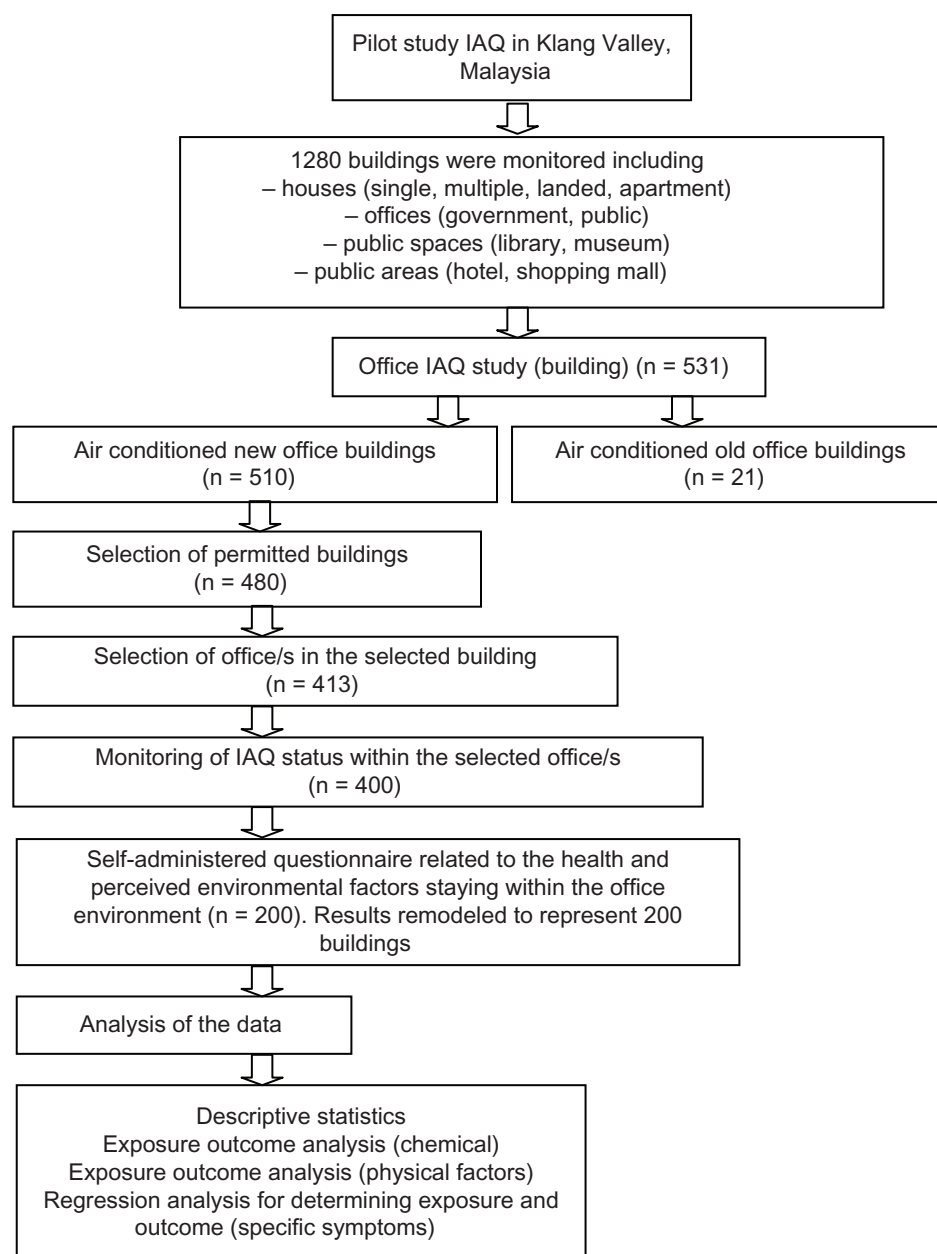 Pilot study IAQ in Klang Valley,
Malaysia
1280 buildings were monitored including
– houses (single, multiple, landed, apartment)
– offices (government, public)
– public spaces (library, museum)
– public areas (hotel, shopping mall)
Office IAQ study (building) (n = 531)
Air conditioned new office buildings
(n = 510)
Air conditioned old office buildings
(n = 21)
Selection of permitted buildings
(n = 480)
Selection of office/s in the selected building
(n = 413)
Monitoring of IAQ status within the selected office/s
(n = 400)
Self-administered questionnaire related to the health and
perceived environmental factors staying within the office
environment (n = 200). Results remodeled to represent 200
buildings
Analysis of the data
Descriptive statistics
Exposure outcome analysis (chemical)
Exposure outcome analysis (physical factors)
Regression analysis for determining exposure and
outcome (specific symptoms)